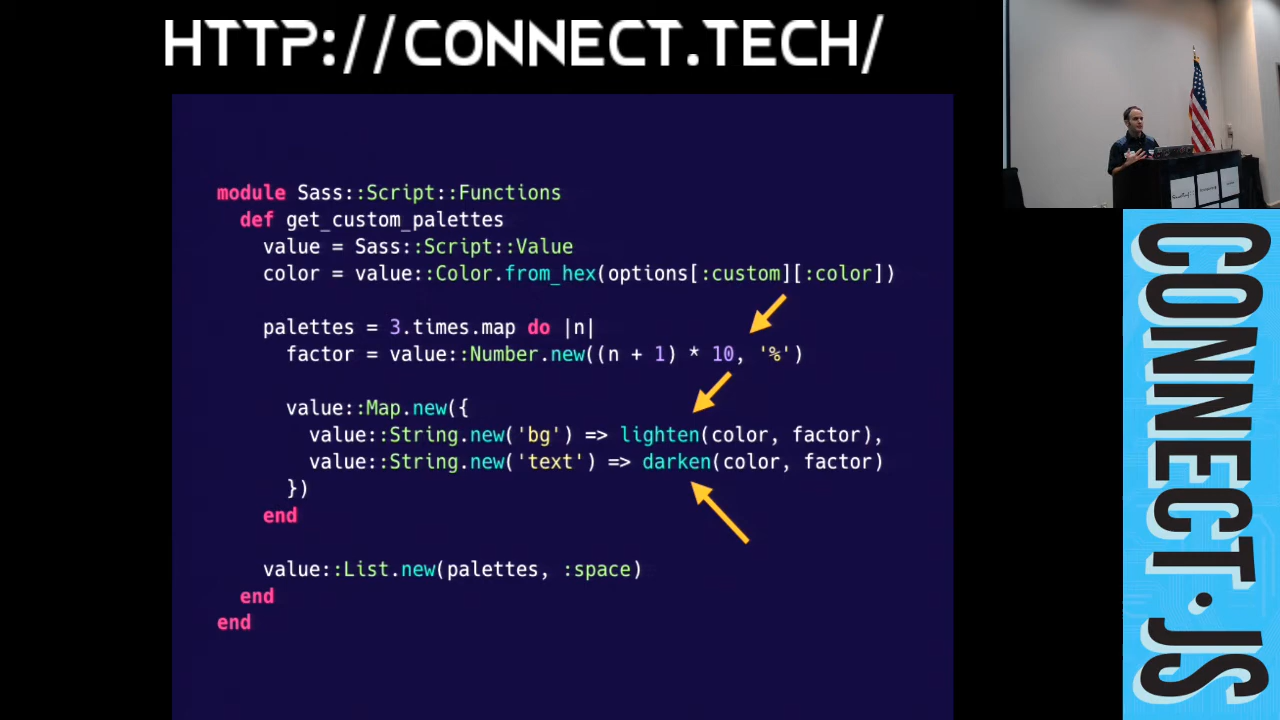 HTTP://CONNECT.TECH/
module Sass::Script::Functions
def get_custom_palettes
value = Sass::Script::Value
color = value::Color.from_hex(options[:custom][:color])
palettes = 3.times.map do |n|
factor = value::Number.new((n + 1) * 10, '%')
value::Map.new({
value::String.new('bg') => lighten(color, factor),
value::String.new('text') => darken(color, factor)
})
end
value::List.new(palettes, :space)
end
end
CONNECT.JS